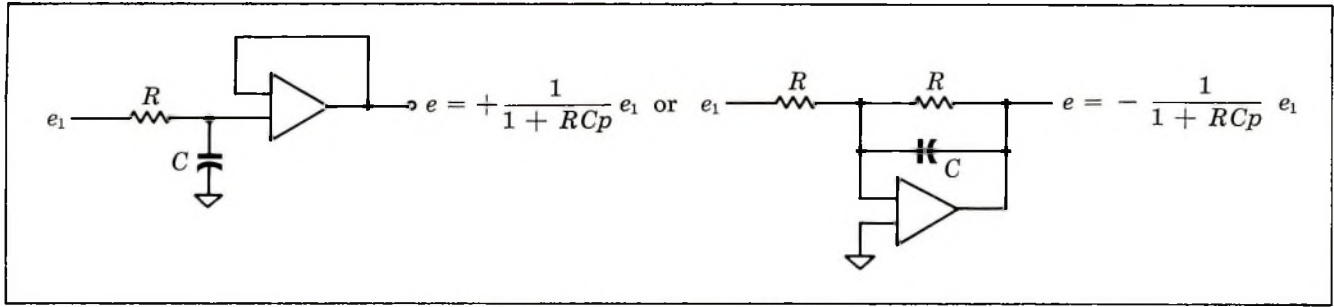 R
e₁
C
e = + 1 / (1 + RCp) e₁ or e₁
R
R
C
e = − 1 / (1 + RCp) e₁